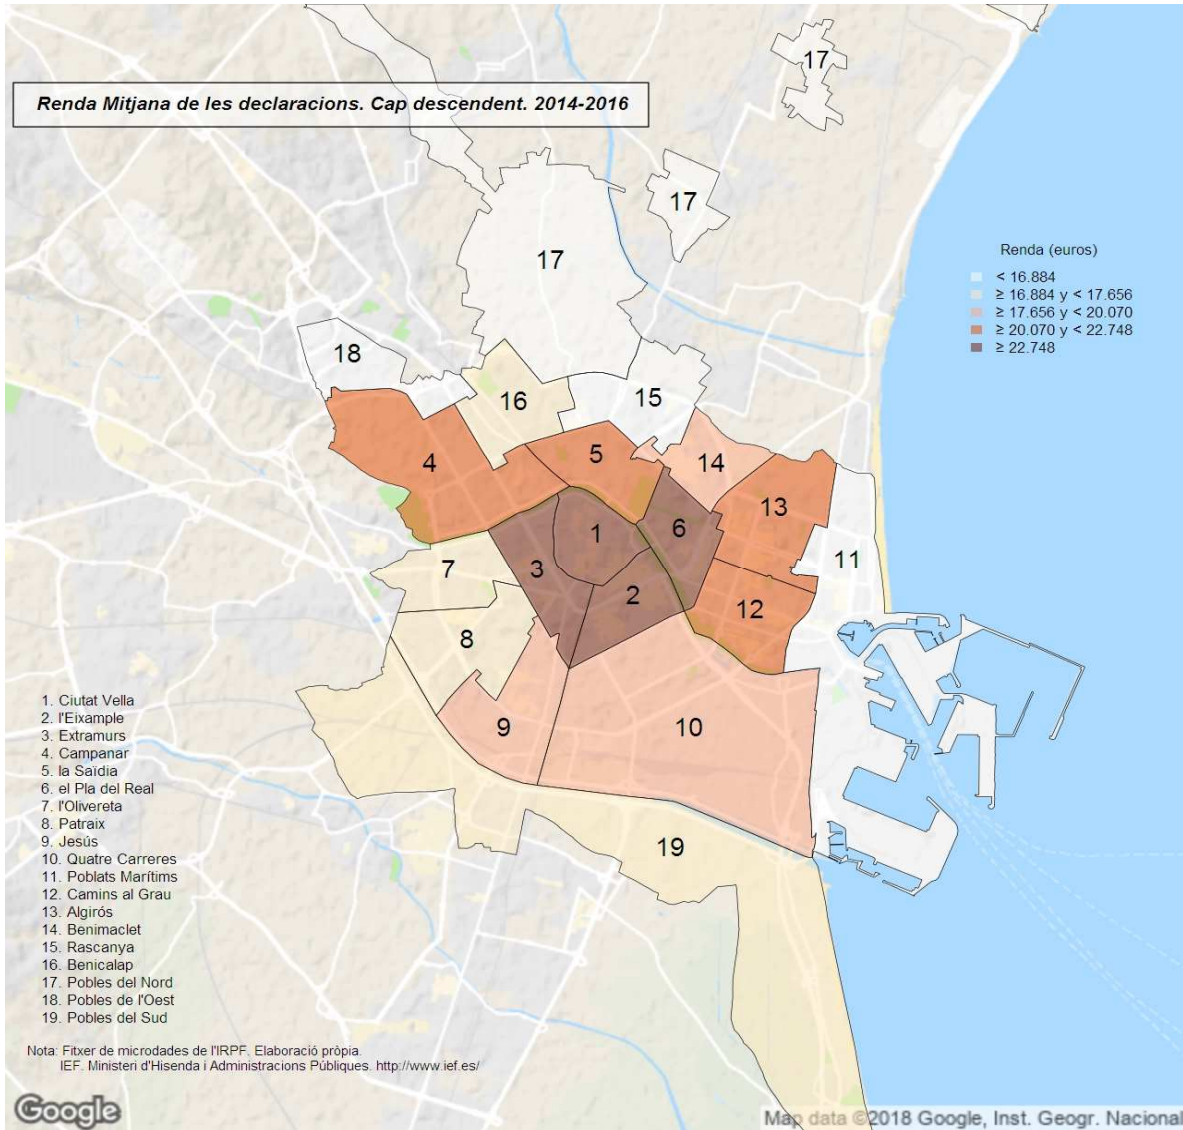 17
Renda Mitjana de les declaracions. Cap descendent. 2014-2016
17
17
Renda (euros)
< 16.884
≥ 16.884 y < 17.656
≥ 17.656 y < 20.070
≥ 20.070 y < 22.748
≥ 22.748
18
15
16
5
4
14
13
6
1
11
3
7
2
12
8
9
10
19
1. Ciutat Vella
2. l'Eixample
3. Extramurs
4. Campanar
5. la Saïdia
6. el Pla del Real
7. l'Olivereta
8. Patraix
9. Jesús
10. Quatre Carreres
11. Poblats Marítims
12. Camins al Grau
13. Algirós
14. Benimaclet
15. Rascanya
16. Benicalap
17. Pobles del Nord
18. Pobles de l'Oest
19. Pobles del Sud
Nota: Fitxer de microdades de l'IRPF. Elaboració pròpia.
IEF. Ministeri d'Hisenda i Administracions Públiques. http://www.ief.es/
Google
Map data ©2018 Google, Inst. Geogr. Nacional